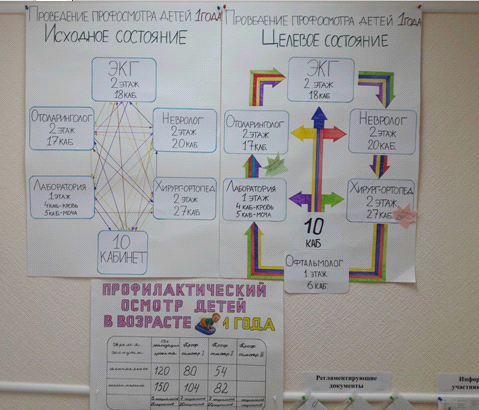 Проведение профосмотра детей 1 года
Исходное состояние
ЭКГ
2 этаж
18 каб.
Отоларинголог
2 этаж
17 каб
Невролог
2 этаж
20 каб
Лаборатория
1 этаж
4 каб-кровь
5 каб-моча
Хирург-ортопед
2 этаж
27 каб
10
кабинет
Проведение профосмотра детей 1 года
Целевое состояние
ЭКГ
2 этаж
18 каб
Отоларинголог
2 этаж
17 каб
Невролог
2 этаж
20 каб
Лаборатория
1 этаж
4 каб-кровь
5 каб-моча
Хирург-ортопед
2 этаж
27 каб
10
каб
Офтальмолог
1 этаж
6 каб
Профилактический
осмотр детей
в возрасте 1 года
120 80 54
150 104 82
Регламентирующие
документы